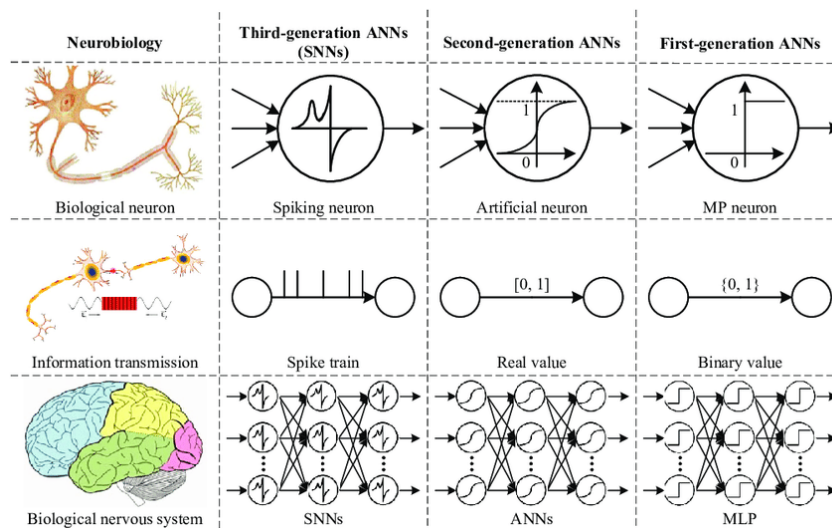 Neurobiology
Third-generation ANNs
(SNNs)
Second-generation ANNs
First-generation ANNs
1
0
1
0
Biological neuron
Spiking neuron
Artificial neuron
MP neuron
[0, 1]
{0, 1}
Information transmission
Spike train
Real value
Binary value
Biological nervous system
SNNs
ANNs
MLP